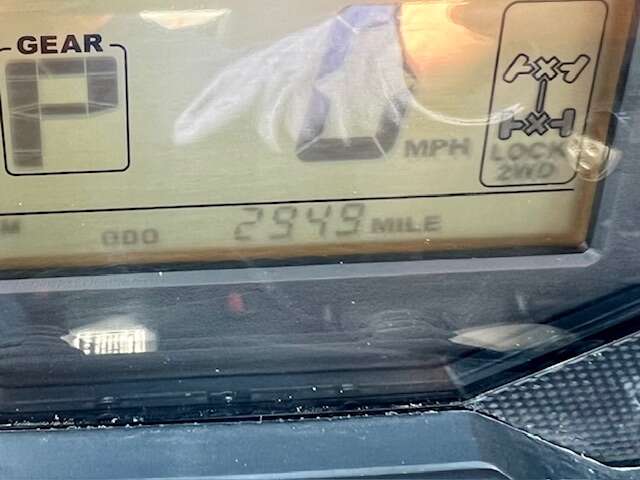 GEAR
P
0 MPH
LOCK
2WD
ODO 2949 MILE